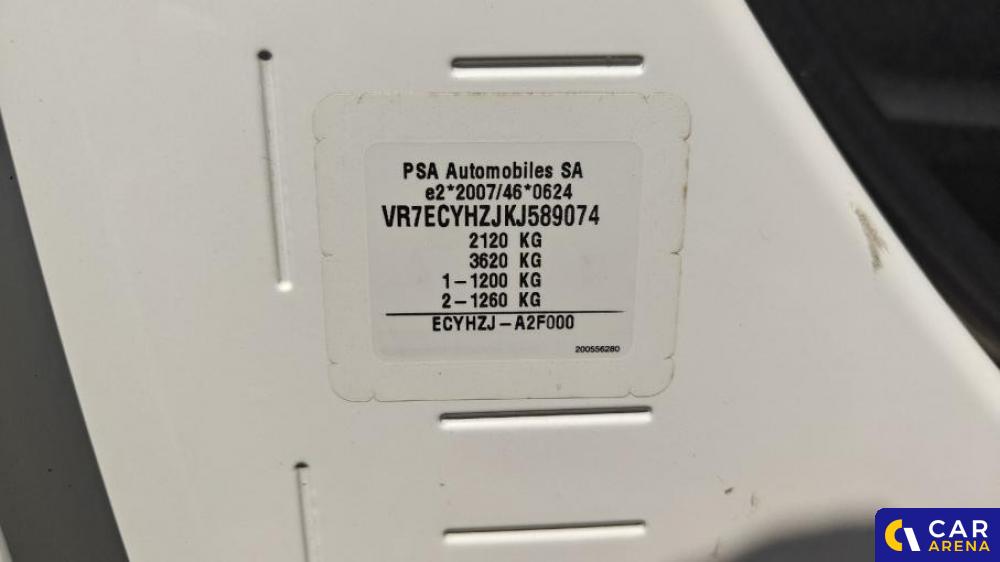 PSA Automobiles SA
e2*2007/46*0624
VR7ECYHZJKJ589074
2120 KG
3620 KG
1-1200 KG
2-1260 KG
ECYHZJ-A2F000
200556280
CAR
ARENA